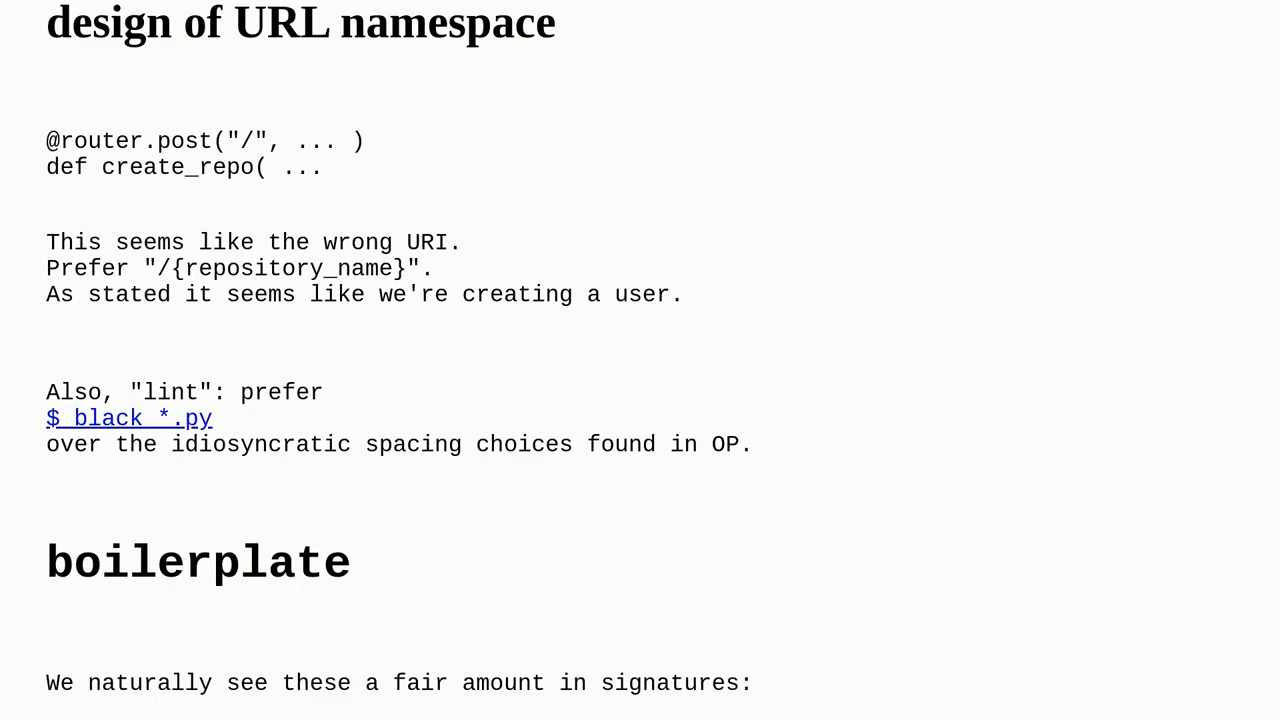 design of URL namespace
@router.post("/", ... )
def create_repo( ...
This seems like the wrong URI.
Prefer "/{repository_name}".
As stated it seems like we're creating a user.
Also, "lint": prefer
$ black *.py
over the idiosyncratic spacing choices found in OP.
boilerplate
We naturally see these a fair amount in signatures: